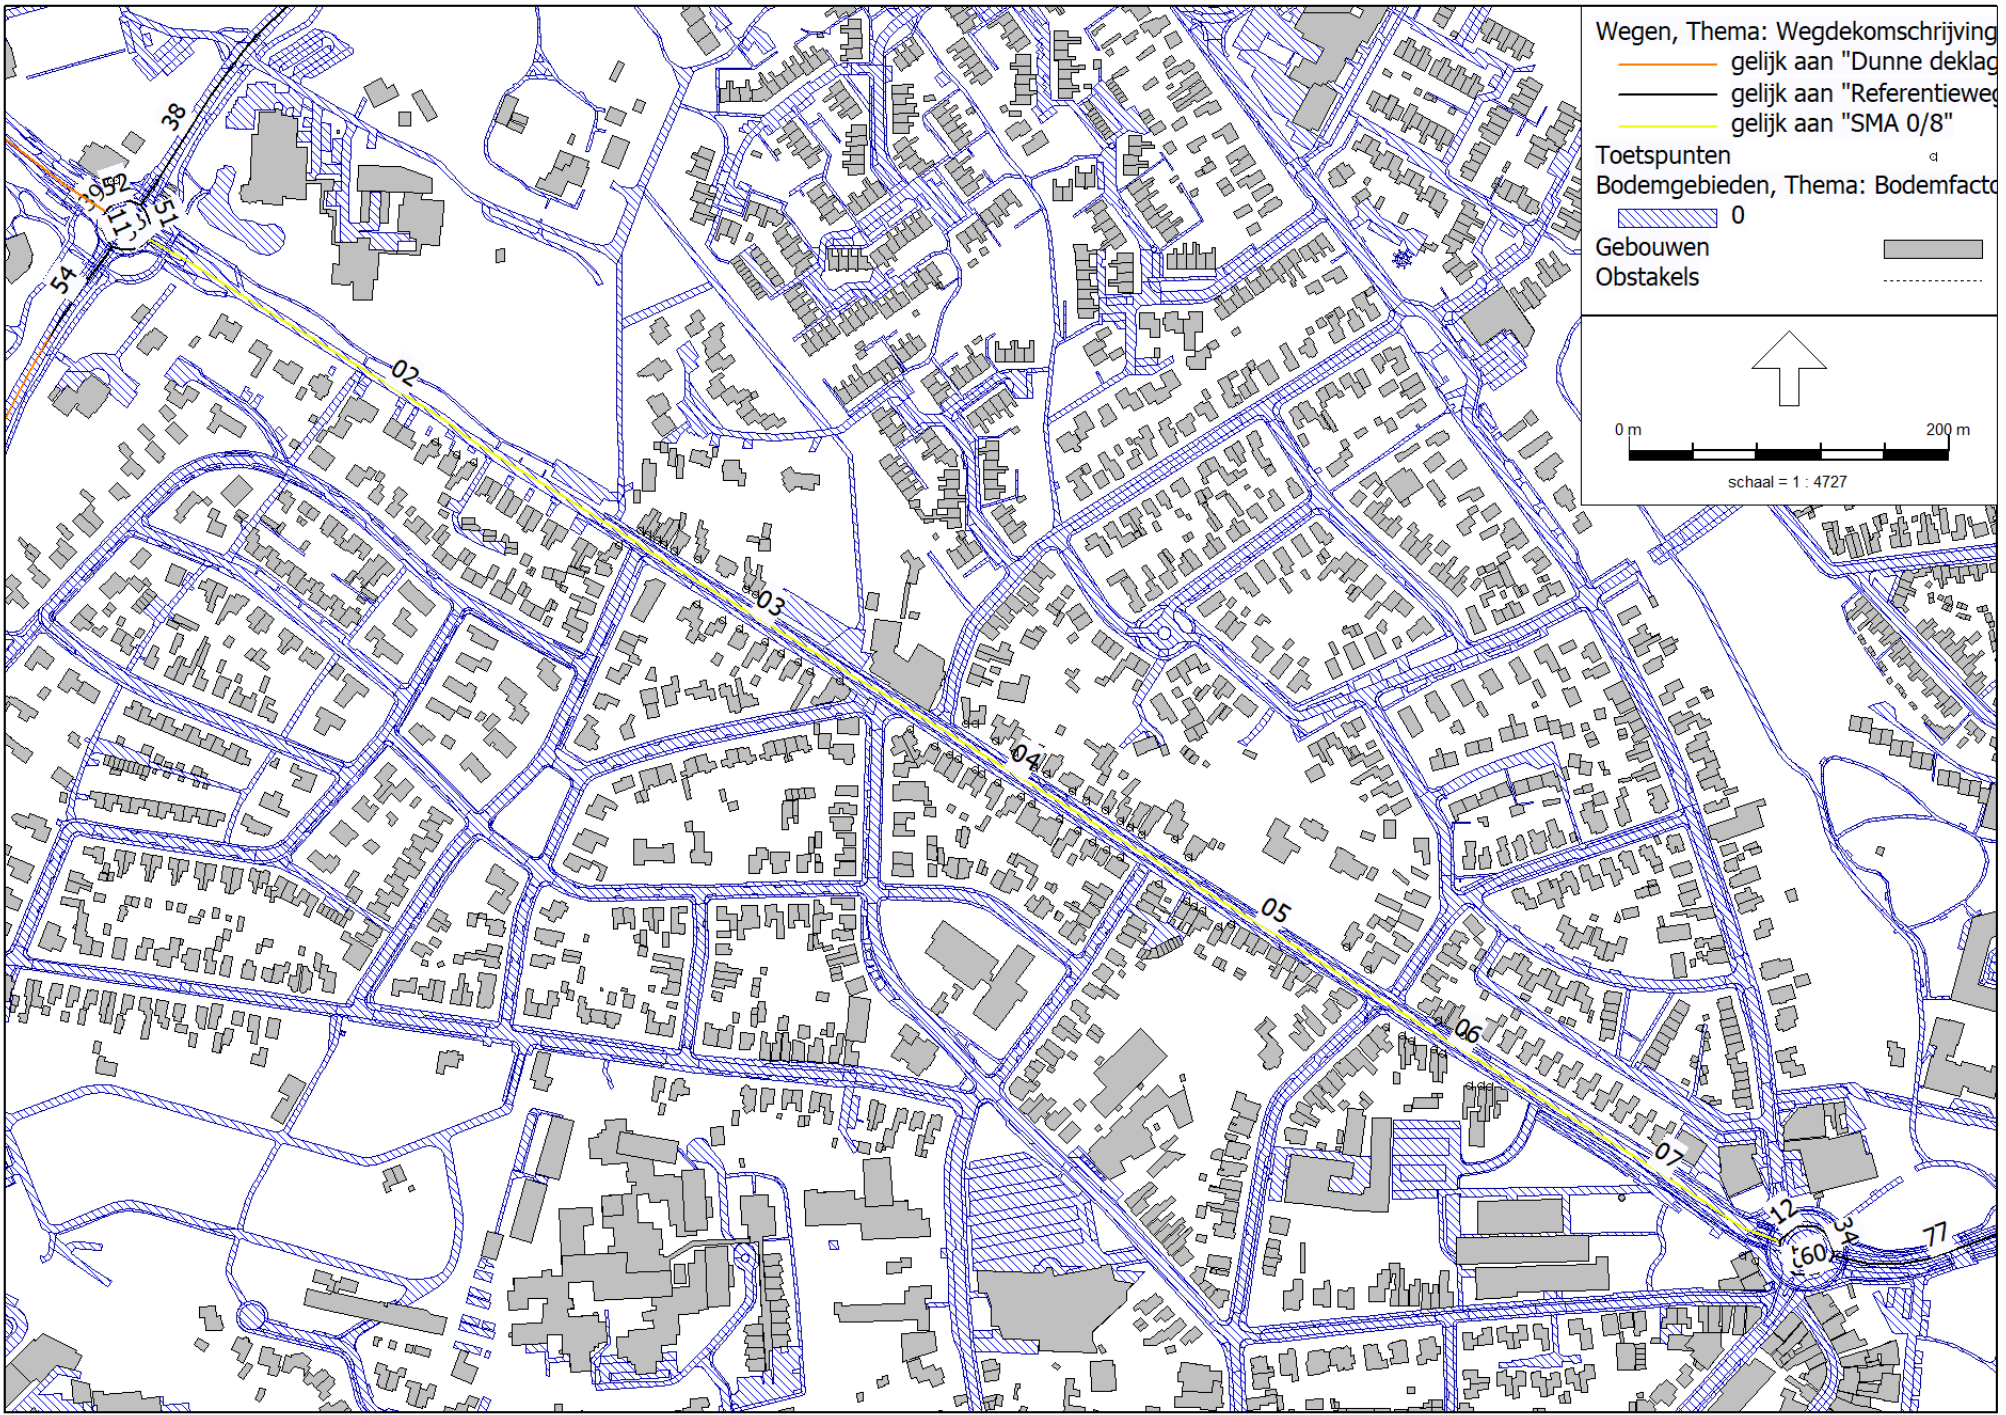 Wegen, Thema: Wegdekomschrijving
gelijk aan "Dunne deklag
gelijk aan "Referentieweg
gelijk aan "SMA 0/8"
Toetspunten
Bodemgebieden, Thema: Bodemfacto
0
Gebouwen
Obstakels
0 m 200 m
schaal = 1 : 4727
38
39
52
51
11
54
02
03
04
05
06
07
12
34
77
60